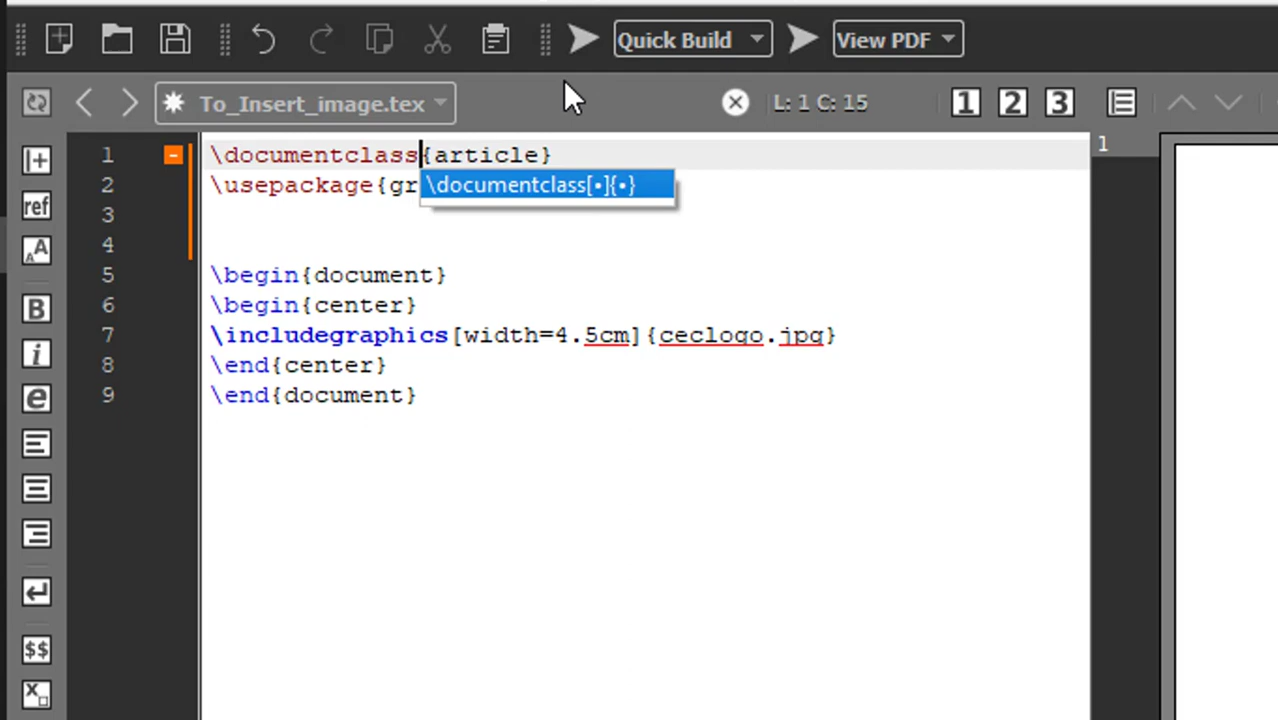 Quick Build
View PDF
To_Insert_image.tex
L: 1 C: 15
1 2 3
1 \documentclass{article}
1
2 \usepackage{gr
\documentclass[•]{•}
3
4
5 \begin{document}
6 \begin{center}
7 \includegraphics[width=4.5cm]{ceclogo.jpg}
8 \end{center}
9 \end{document}
ref
AA
B
i
e
$$
X